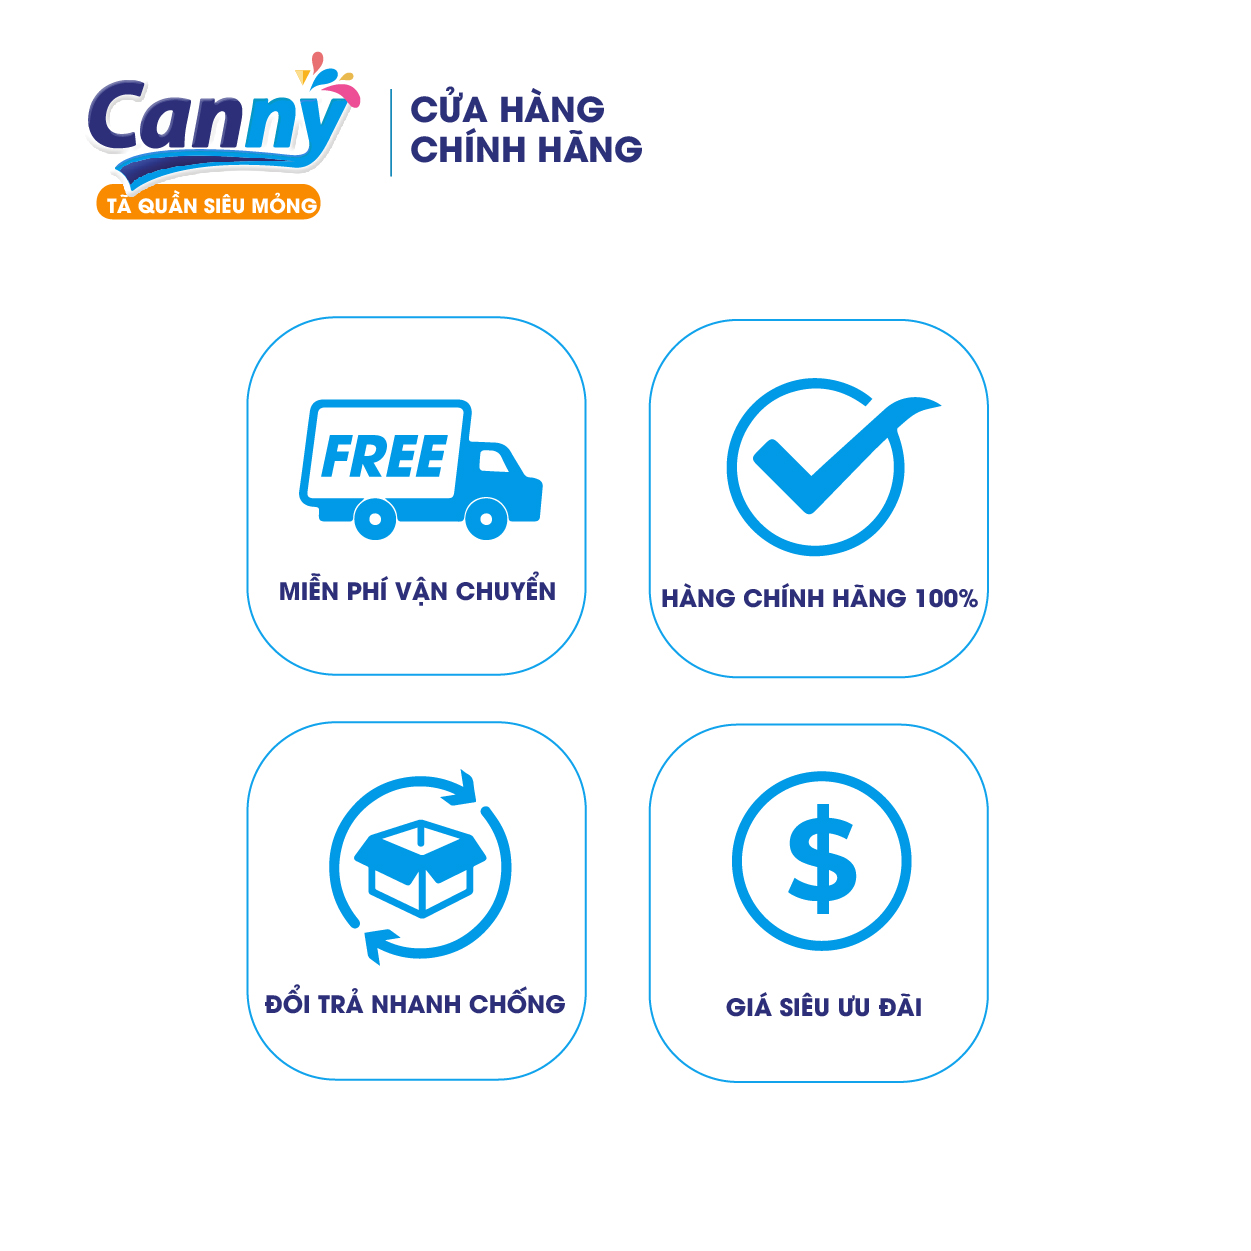 Canny
TÃ QUẦN SIÊU MỎNG
CỬA HÀNG
CHÍNH HÃNG
FREE
MIỄN PHÍ VẬN CHUYỂN
HÀNG CHÍNH HÃNG 100%
$
ĐỔI TRẢ NHANH CHỐNG
GIÁ SIÊU ƯU ĐÃI